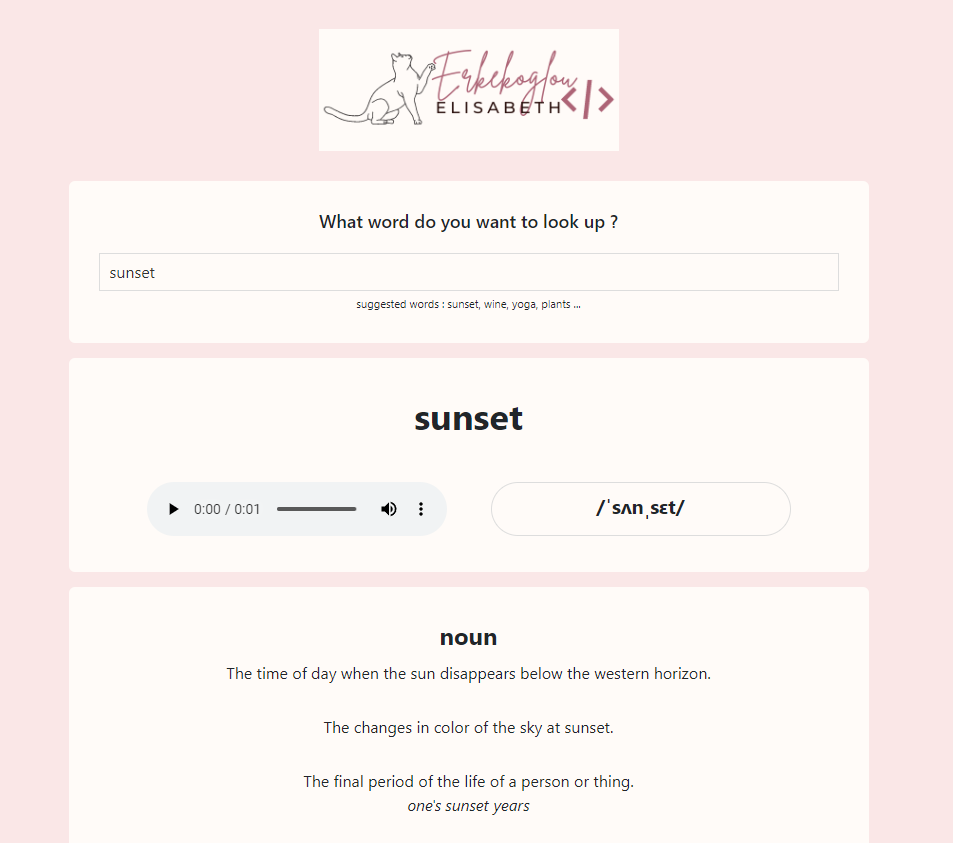 Erkekoglou
ELISABETH </>
What word do you want to look up ?
sunset
suggested words : sunset, wine, yoga, plants ...
sunset
0:00 / 0:01
/ˈsʌnˌsɛt/
noun
The time of day when the sun disappears below the western horizon.
The changes in color of the sky at sunset.
The final period of the life of a person or thing.
one's sunset years